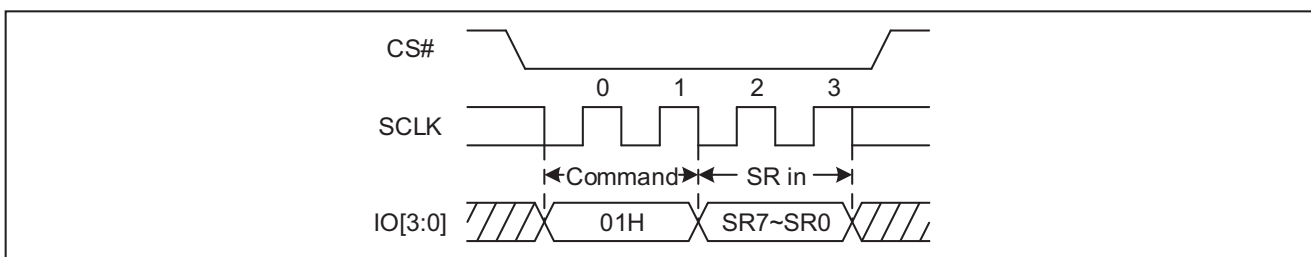 CS#
0 1 2 3
SCLK
Command SR in
IO[3:0] 01H SR7~SR0